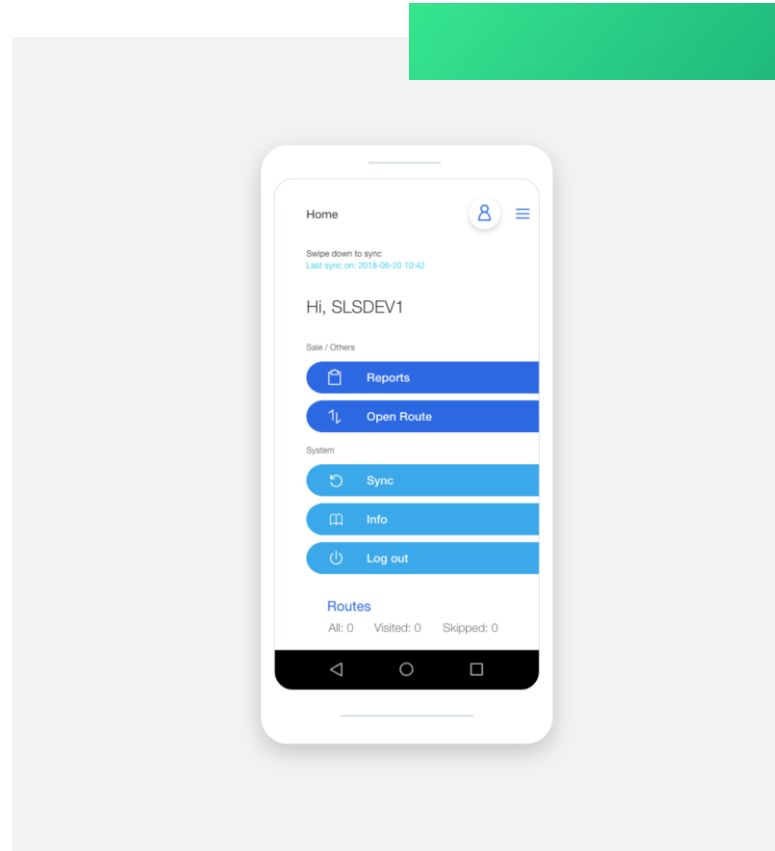 Home
Swipe down to sync
Last sync on: 2018-06-20 10:42
Hi, SLSDEV1
Sale / Others
Reports
Open Route
System
Sync
Info
Log out
Routes
All: 0 Visited: 0 Skipped: 0